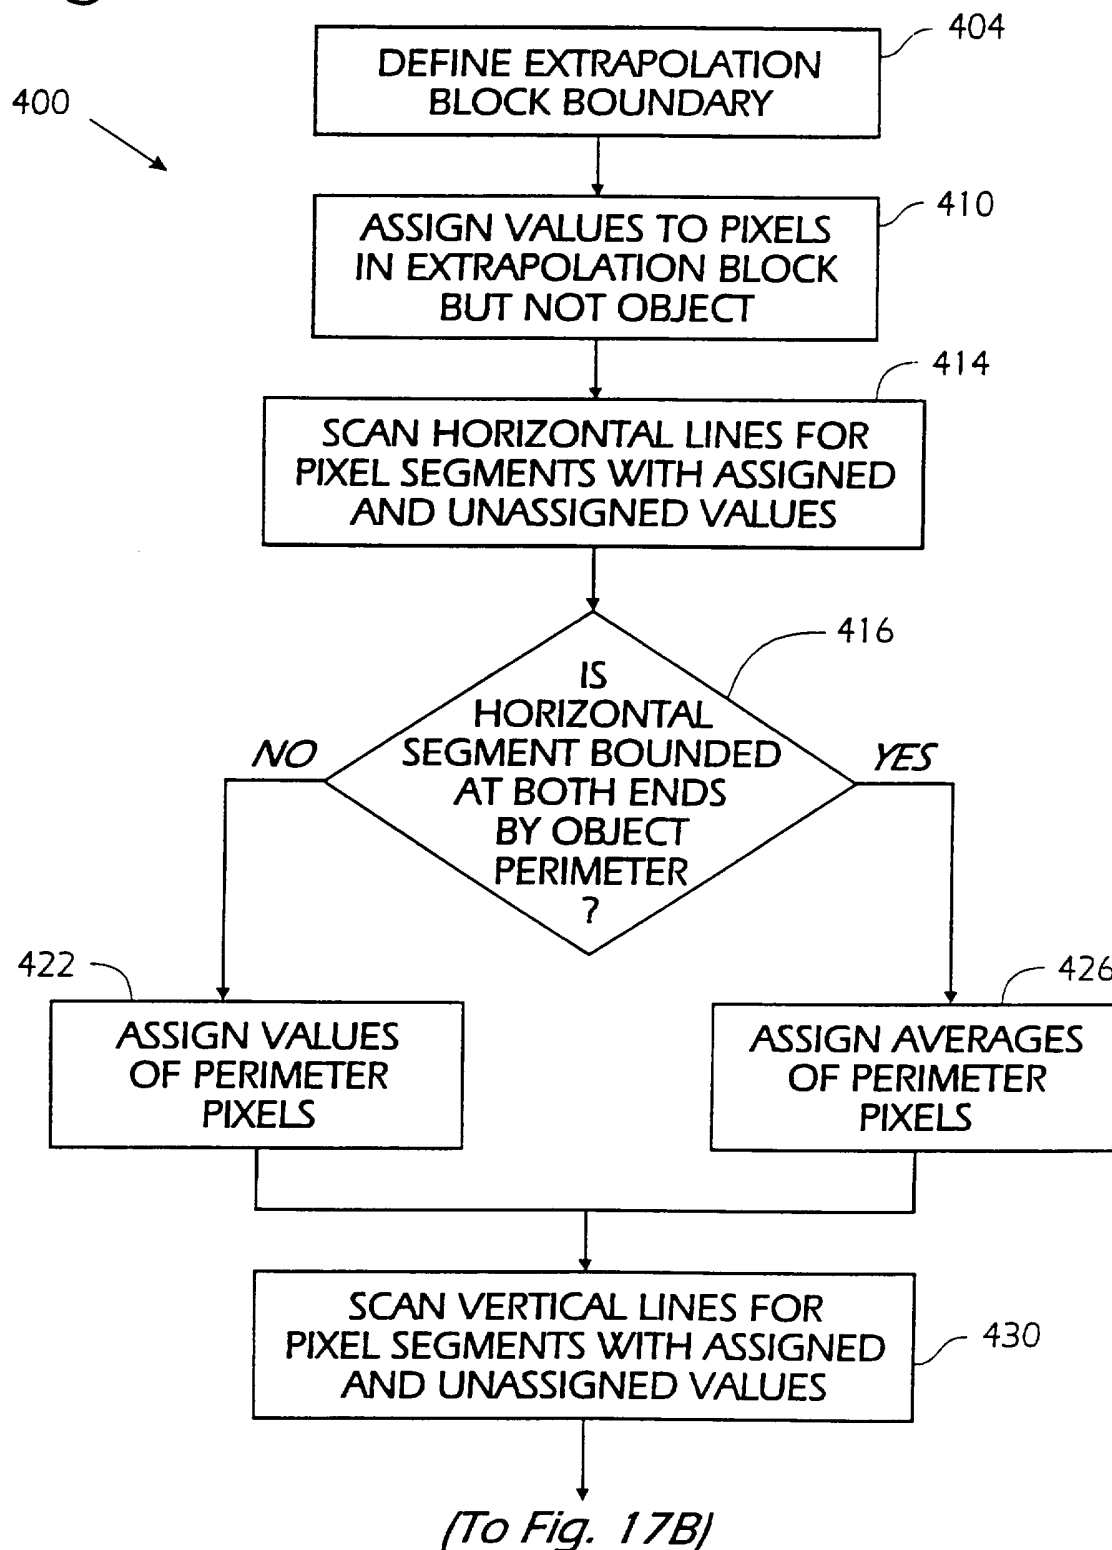 404
DEFINE EXTRAPOLATION
BLOCK BOUNDARY
400
410
ASSIGN VALUES TO PIXELS
IN EXTRAPOLATION BLOCK
BUT NOT OBJECT
414
SCAN HORIZONTAL LINES FOR
PIXEL SEGMENTS WITH ASSIGNED
AND UNASSIGNED VALUES
416
IS
HORIZONTAL
SEGMENT BOUNDED
AT BOTH ENDS
BY OBJECT
PERIMETER
?
NO
YES
422
ASSIGN VALUES
OF PERIMETER
PIXELS
426
ASSIGN AVERAGES
OF PERIMETER
PIXELS
SCAN VERTICAL LINES FOR
PIXEL SEGMENTS WITH ASSIGNED
AND UNASSIGNED VALUES
430
(To Fig. 17B)